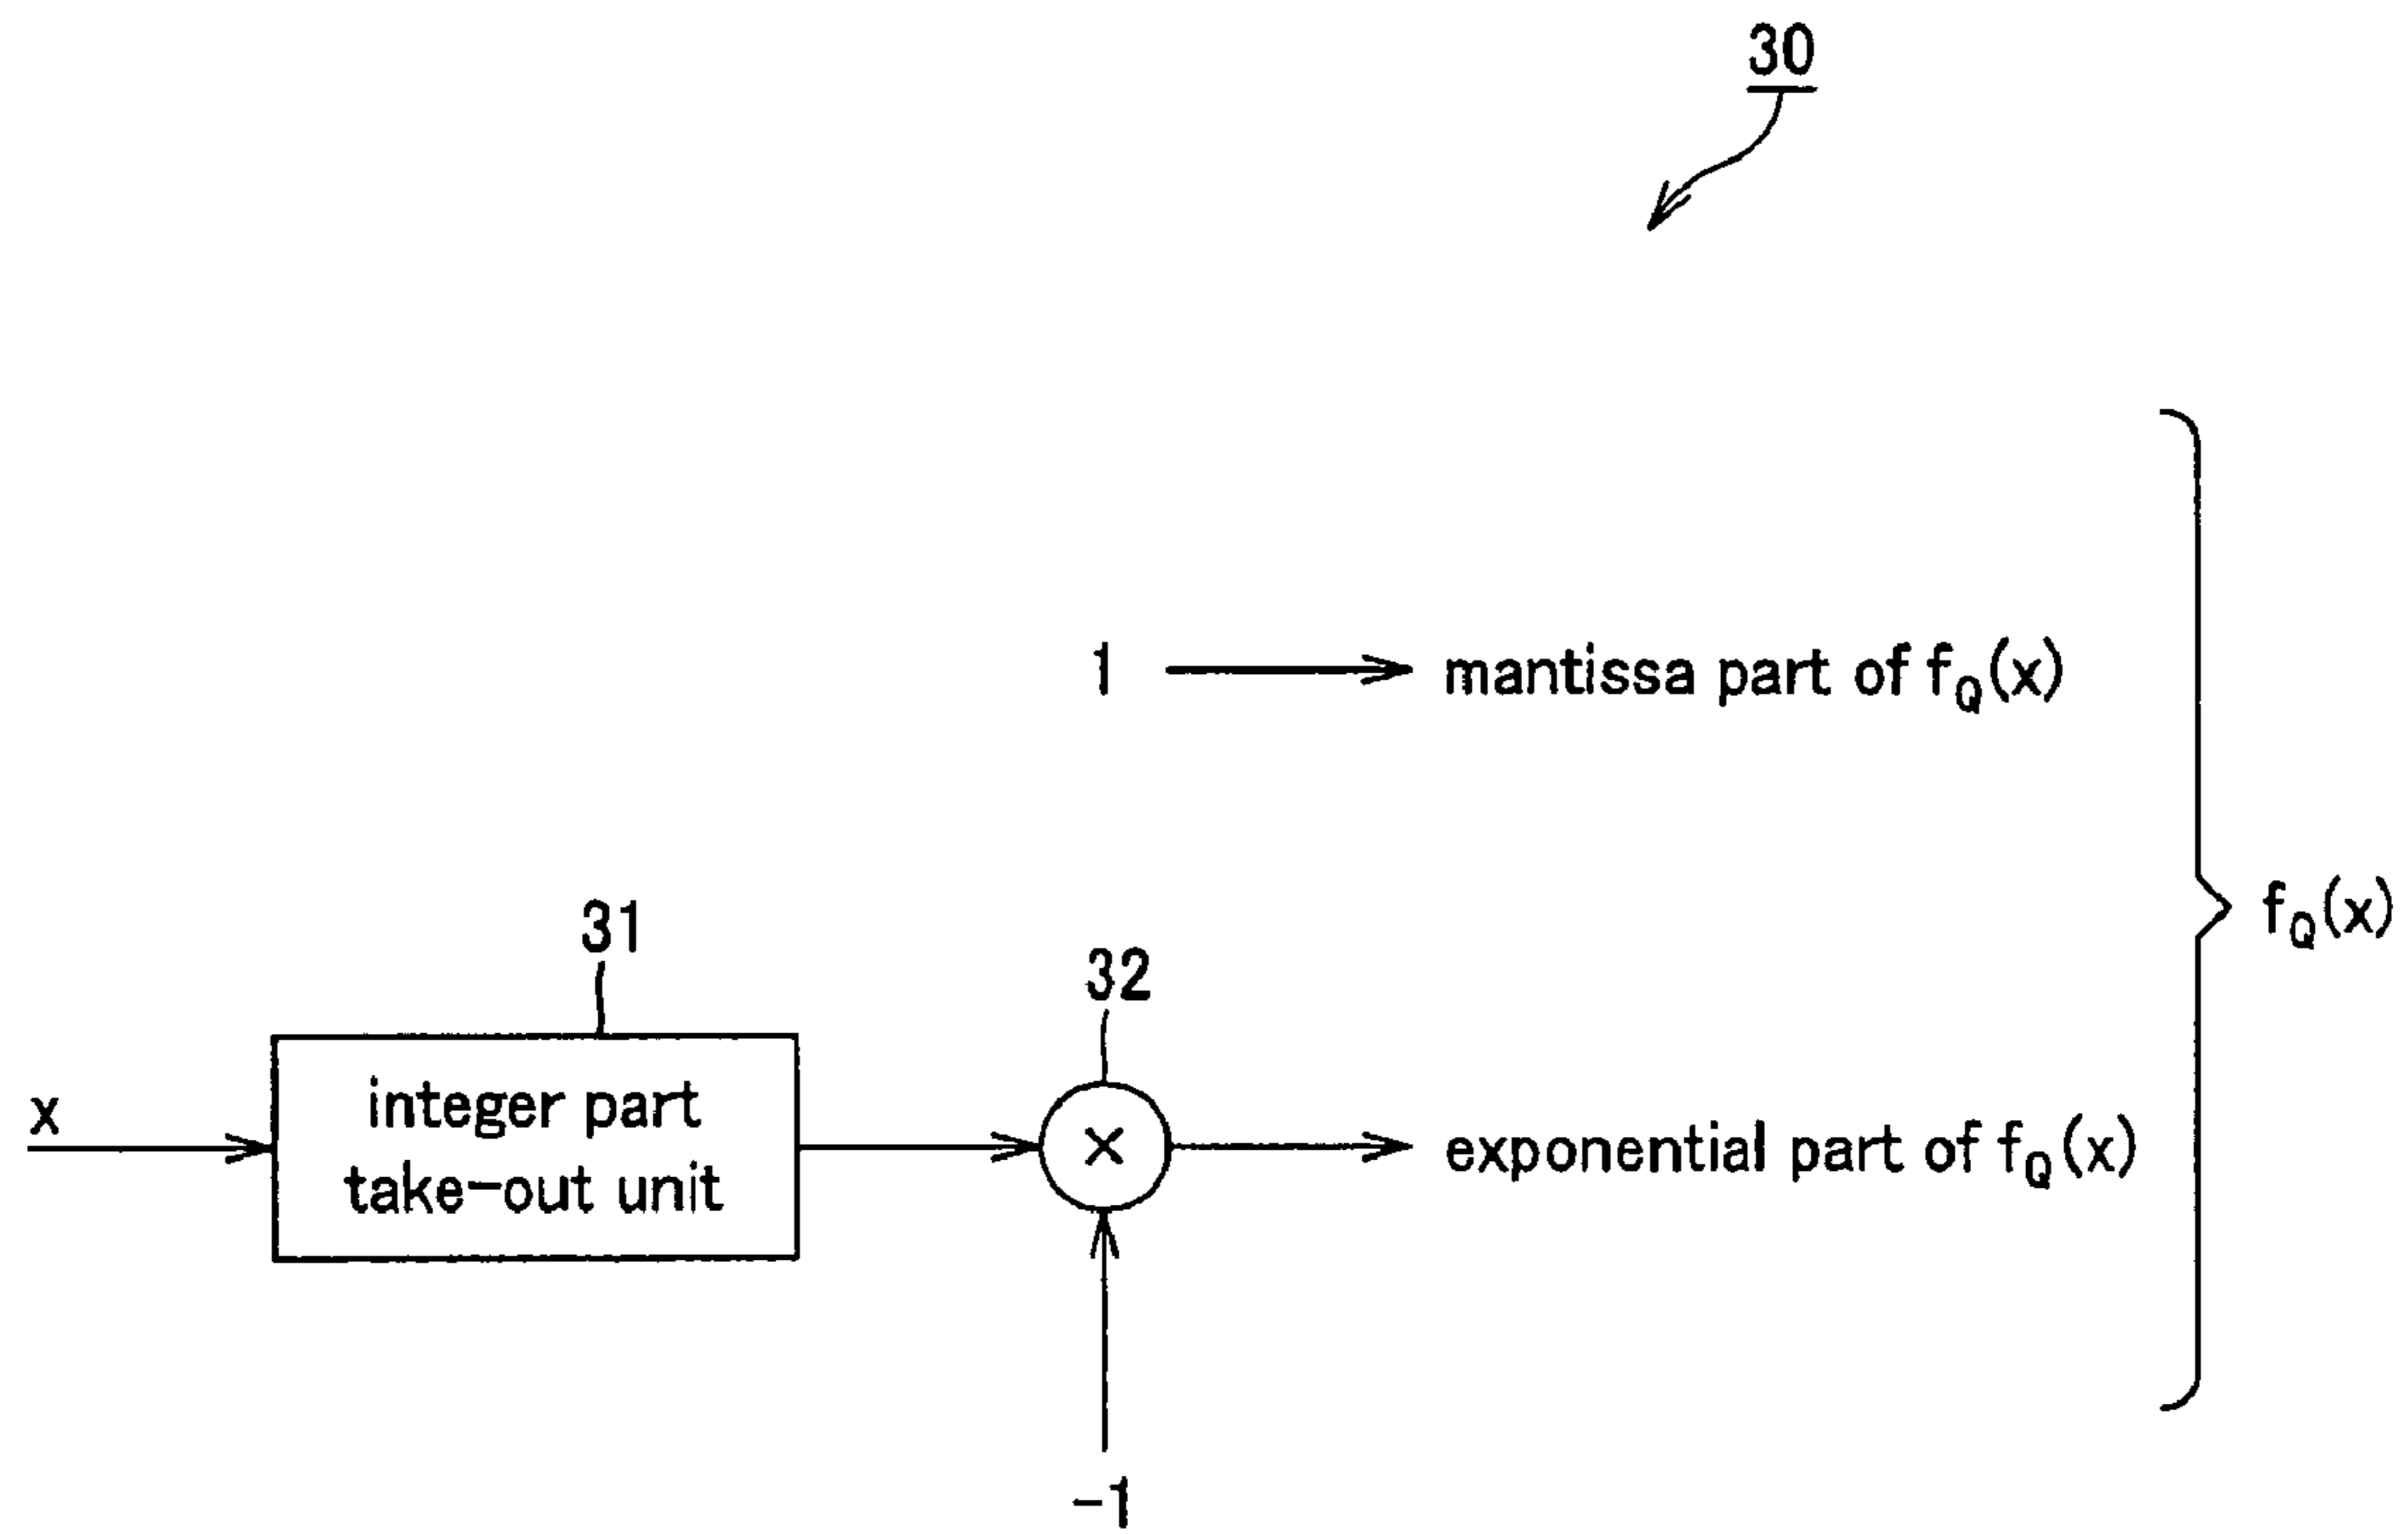 30
1
mantissa part of fQ(x)
fQ(x)
31
32
x
integer part
take-out unit
×
exponential part of fQ(x)
-1